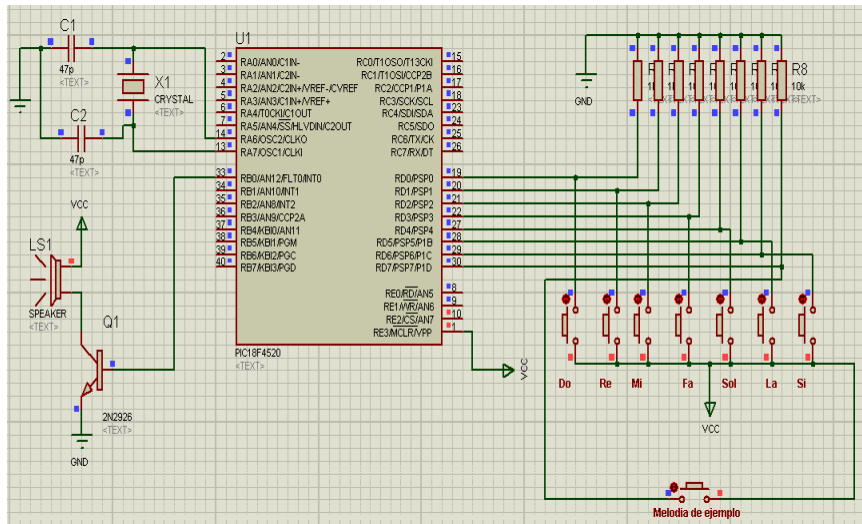 C1
47p
<TEXT>
X1
CRYSTAL
<TEXT>
C2
47p
<TEXT>
VCC
LS1
SPEAKER
<TEXT>
Q1
2N2926
<TEXT>
GND
U1
2 RA0/AN0/C1IN-
3 RA1/AN1/C2IN-
4 RA2/AN2/C2IN+/VREF-/CVREF
5 RA3/AN3/C1IN+/VREF+
6 RA4/T0CKI/C1OUT
7 RA5/AN4/SS/HLVDIN/C2OUT
14 RA6/OSC2/CLKO
13 RA7/OSC1/CLKI
33 RB0/AN12/FLT0/INT0
34 RB1/AN10/INT1
35 RB2/AN8/INT2
36 RB3/AN9/CCP2A
37 RB4/KBI0/AN11
38 RB5/KBI1/PGM
39 RB6/KBI2/PGC
40 RB7/KBI3/PGD
RC0/T1OSO/T13CKI 15
RC1/T1OSI/CCP2B 16
RC2/CCP1/P1A 17
RC3/SCK/SCL 18
RC4/SDI/SDA 23
RC5/SDO 24
RC6/TX/CK 25
RC7/RX/DT 26
RD0/PSP0 19
RD1/PSP1 20
RD2/PSP2 21
RD3/PSP3 22
RD4/PSP4 27
RD5/PSP5/P1B 28
RD6/PSP6/P1C 29
RD7/PSP7/P1D 30
RE0/RD/AN5 8
RE1/WR/AN6 9
RE2/CS/AN7 10
RE3/MCLR/VPP 1
PIC18F4520
<TEXT>
VCC
GND
R8
10k
<TEXT>
Do Re Mi Fa Sol La Si
VCC
Melodia de ejemplo